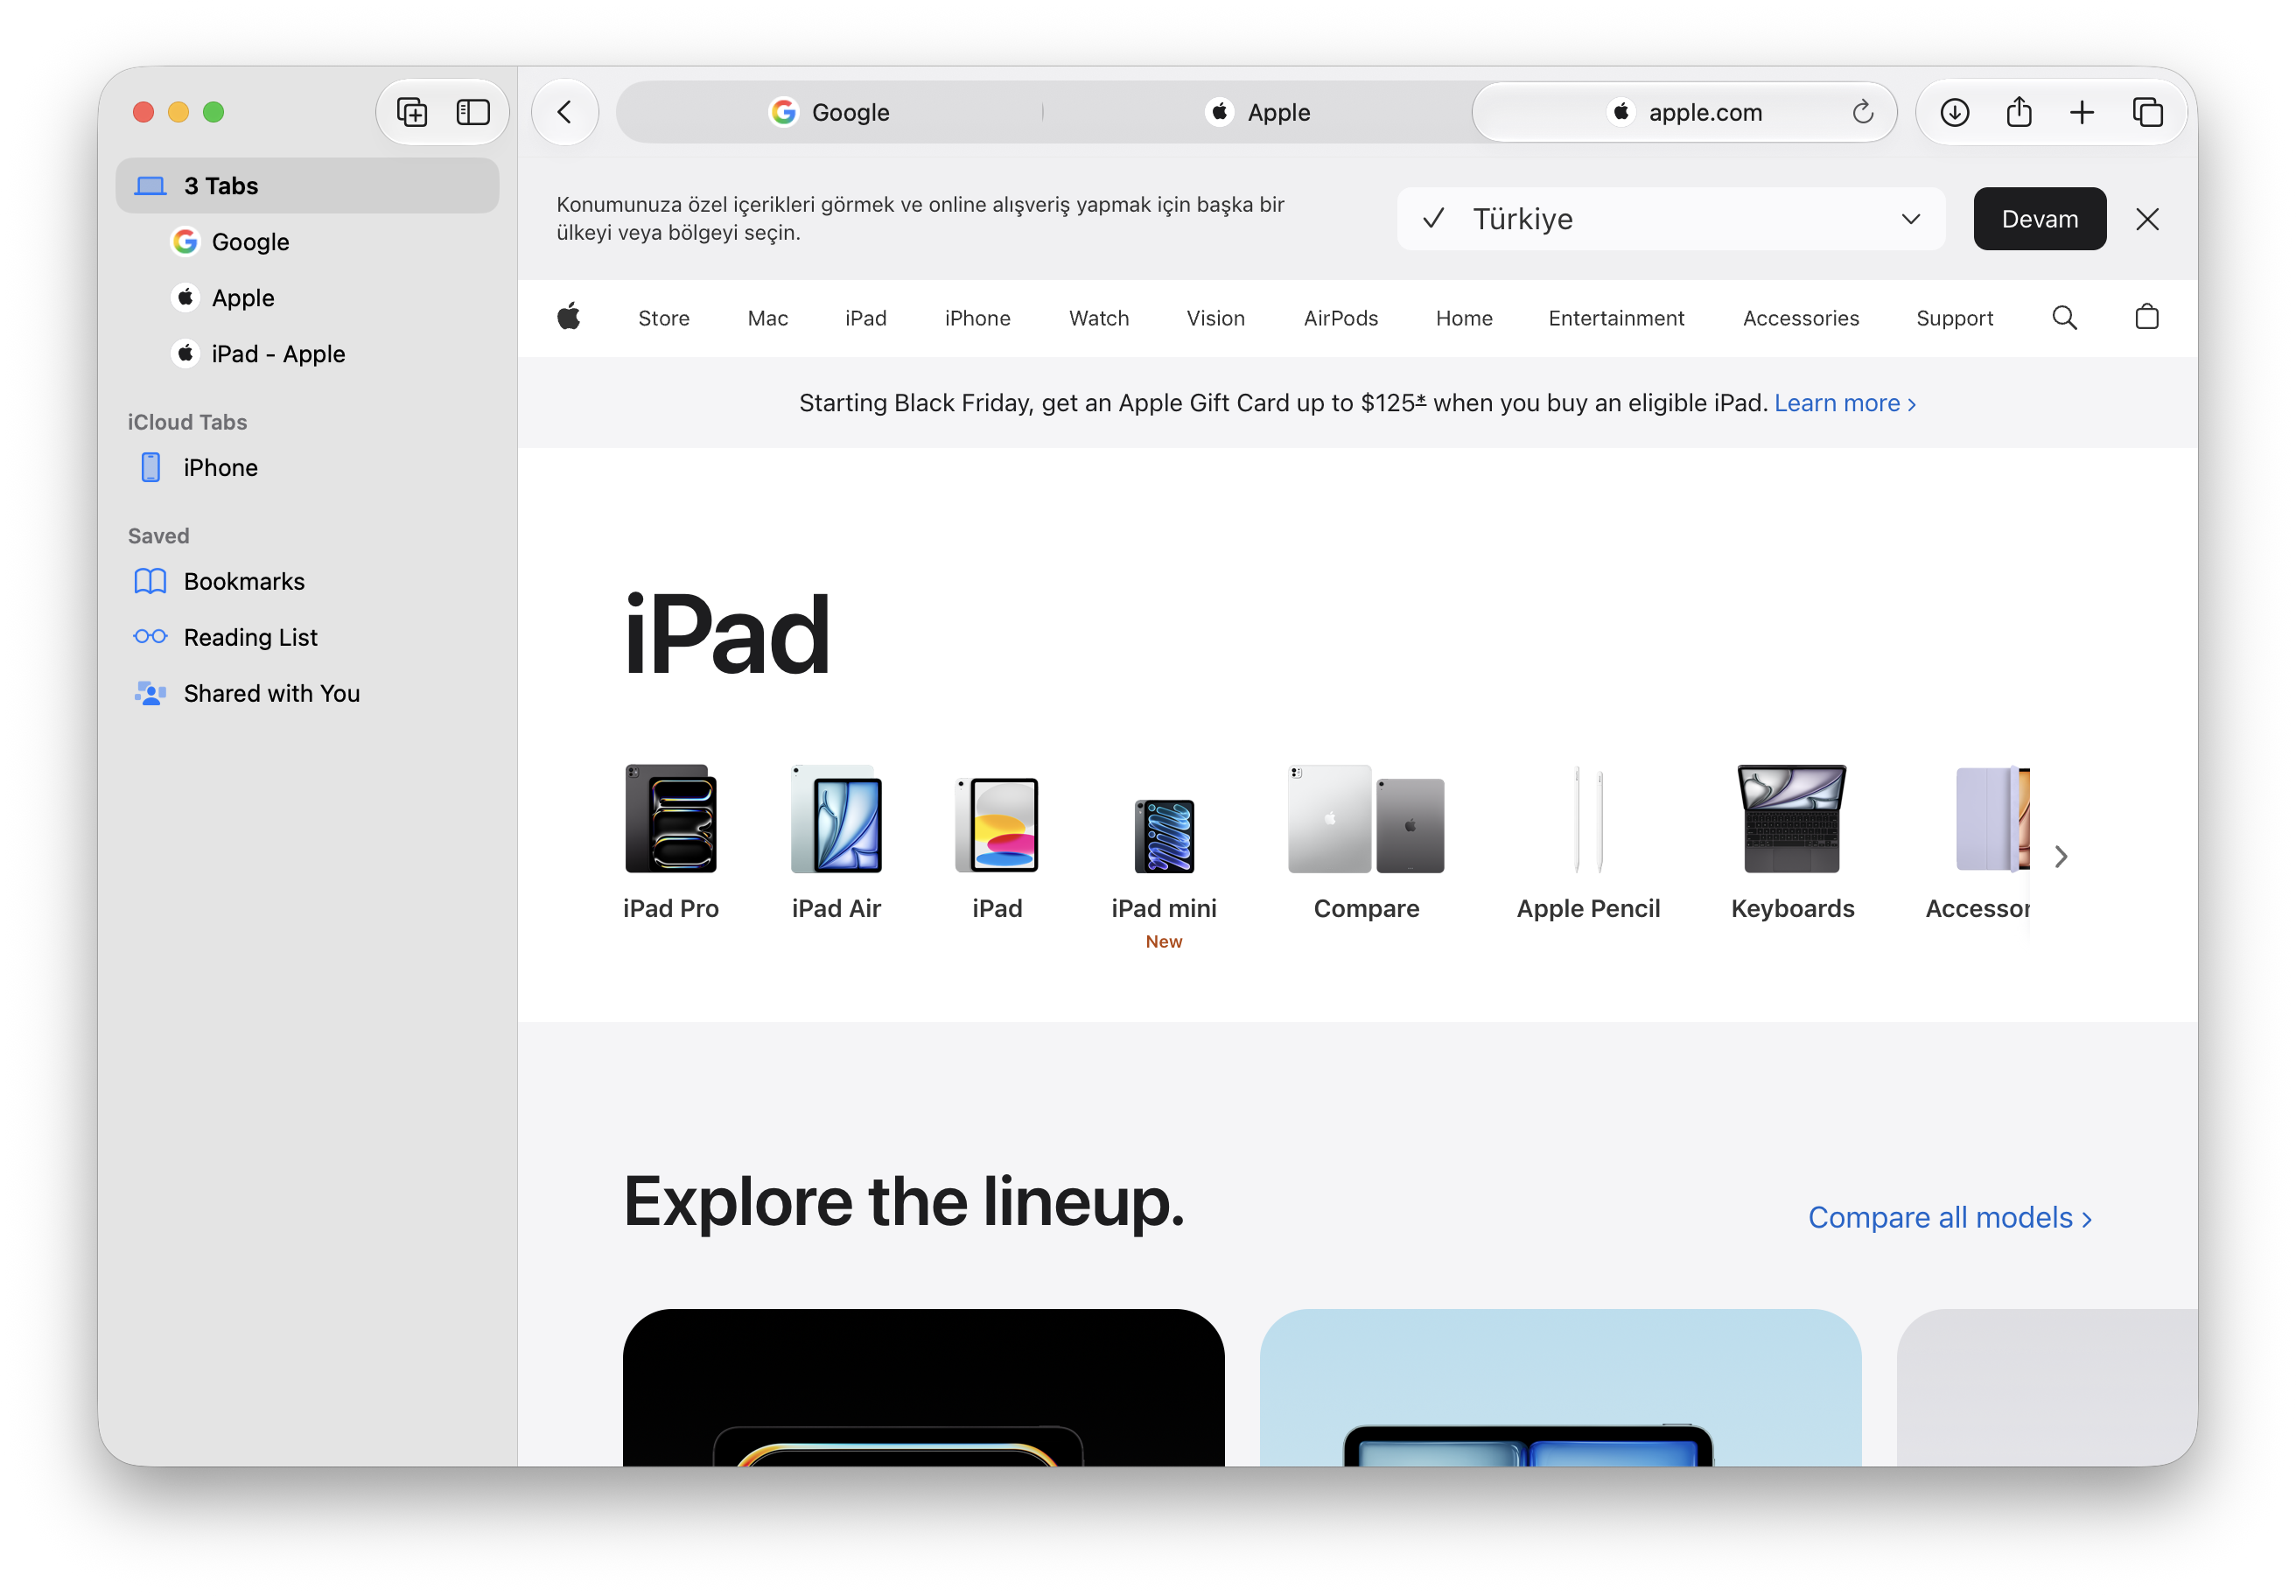 3 Tabs
Google
Apple
iPad - Apple
iCloud Tabs
iPhone
Saved
Bookmarks
Reading List
Shared with You
Google
Apple
apple.com
Konumunuza özel içerikleri görmek ve online alışveriş yapmak için başka bir
ülkeyi veya bölgeyi seçin.
Türkiye
Devam
Store Mac iPad iPhone Watch Vision AirPods Home Entertainment Accessories Support
Starting Black Friday, get an Apple Gift Card up to $125* when you buy an eligible iPad. Learn more >
iPad
iPad Pro
iPad Air
iPad
iPad mini
New
Compare
Apple Pencil
Keyboards
Accessor
Explore the lineup.
Compare all models >